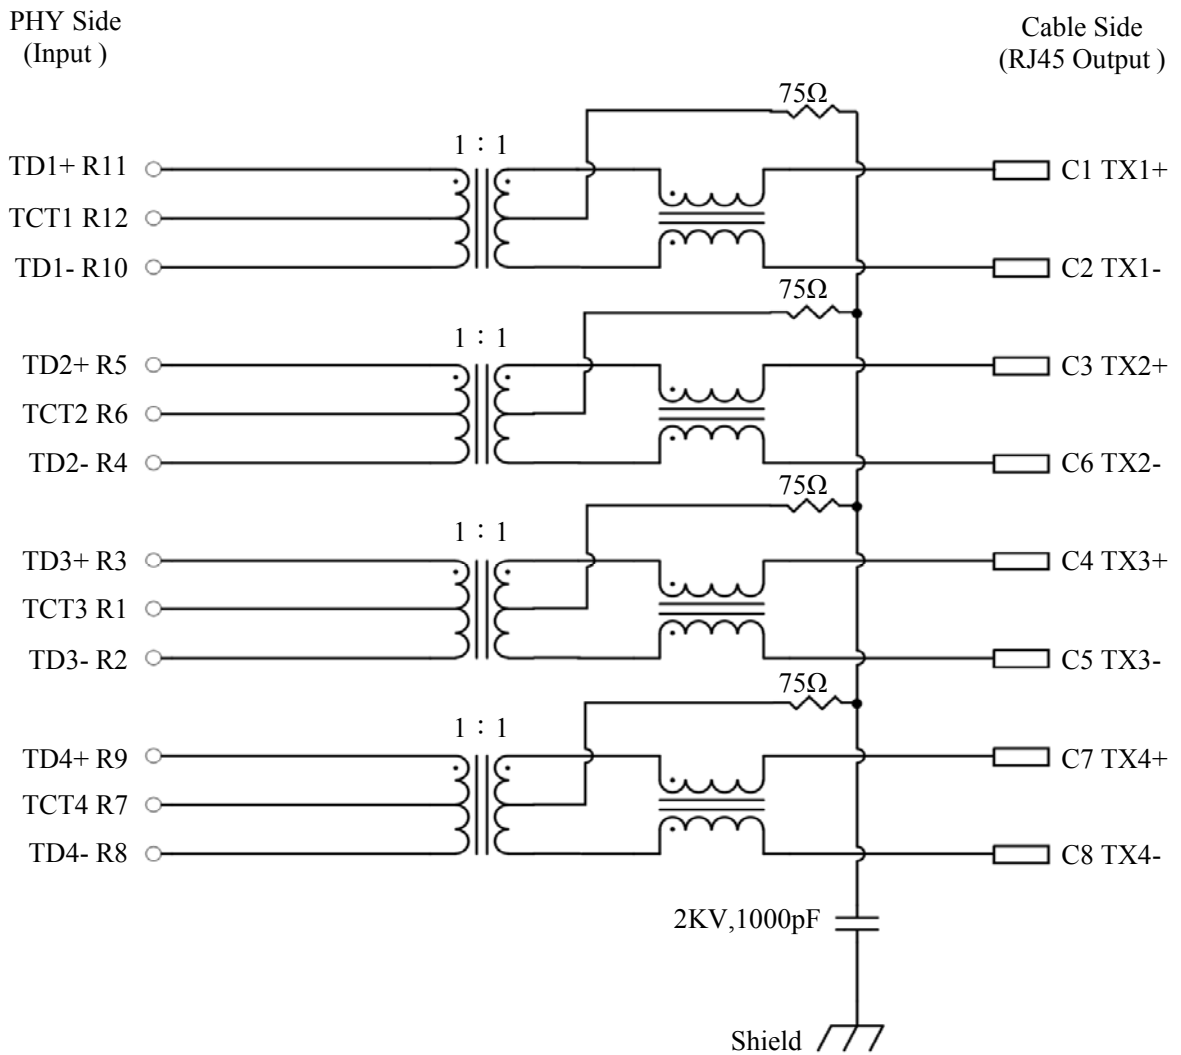 PHY Side
(Input )
Cable Side
(RJ45 Output )
75Ω
1 : 1
TD1+ R11
C1 TX1+
TCT1 R12
TD1- R10
C2 TX1-
75Ω
1 : 1
TD2+ R5
C3 TX2+
TCT2 R6
TD2- R4
C6 TX2-
75Ω
1 : 1
TD3+ R3
C4 TX3+
TCT3 R1
TD3- R2
C5 TX3-
75Ω
1 : 1
TD4+ R9
C7 TX4+
TCT4 R7
TD4- R8
C8 TX4-
2KV,1000pF
Shield